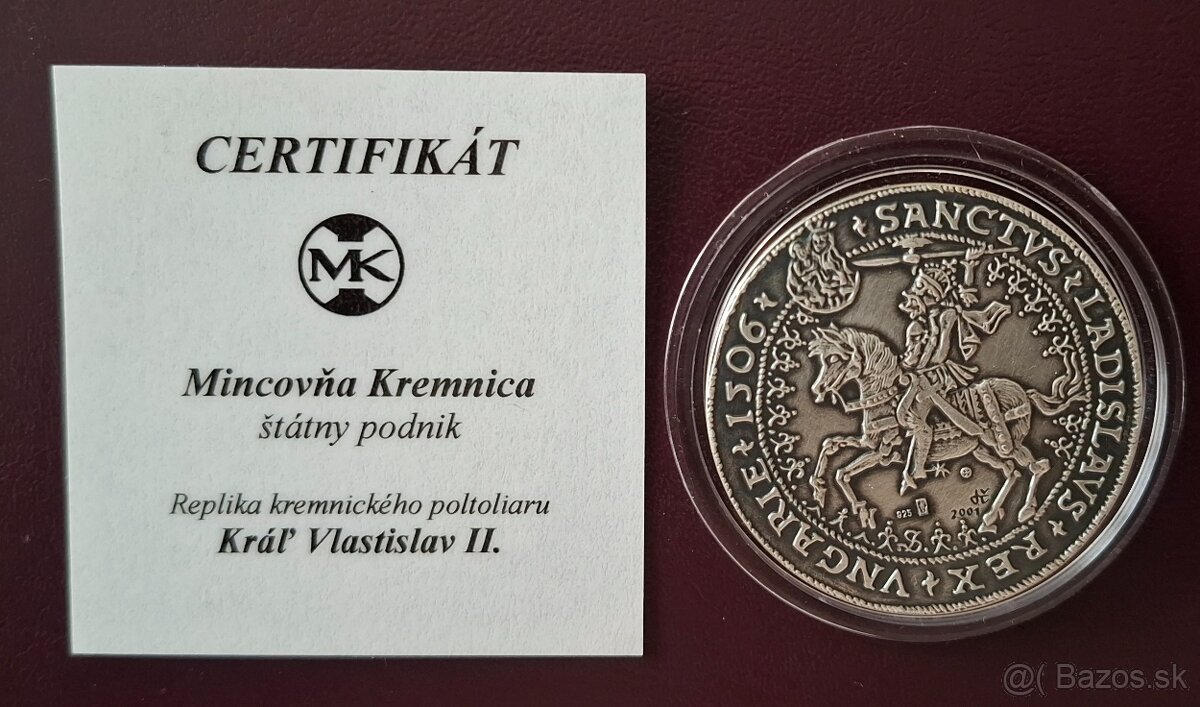 CERTIFIKÁT
MK
Mincovňa Kremnica
štátny podnik
Replika kremnického poltoliaru
Kráľ Vlastislav II.
SANCTVS LADISLAVS REX VNGARIE 1506
925
2001
@( Bazos.sk